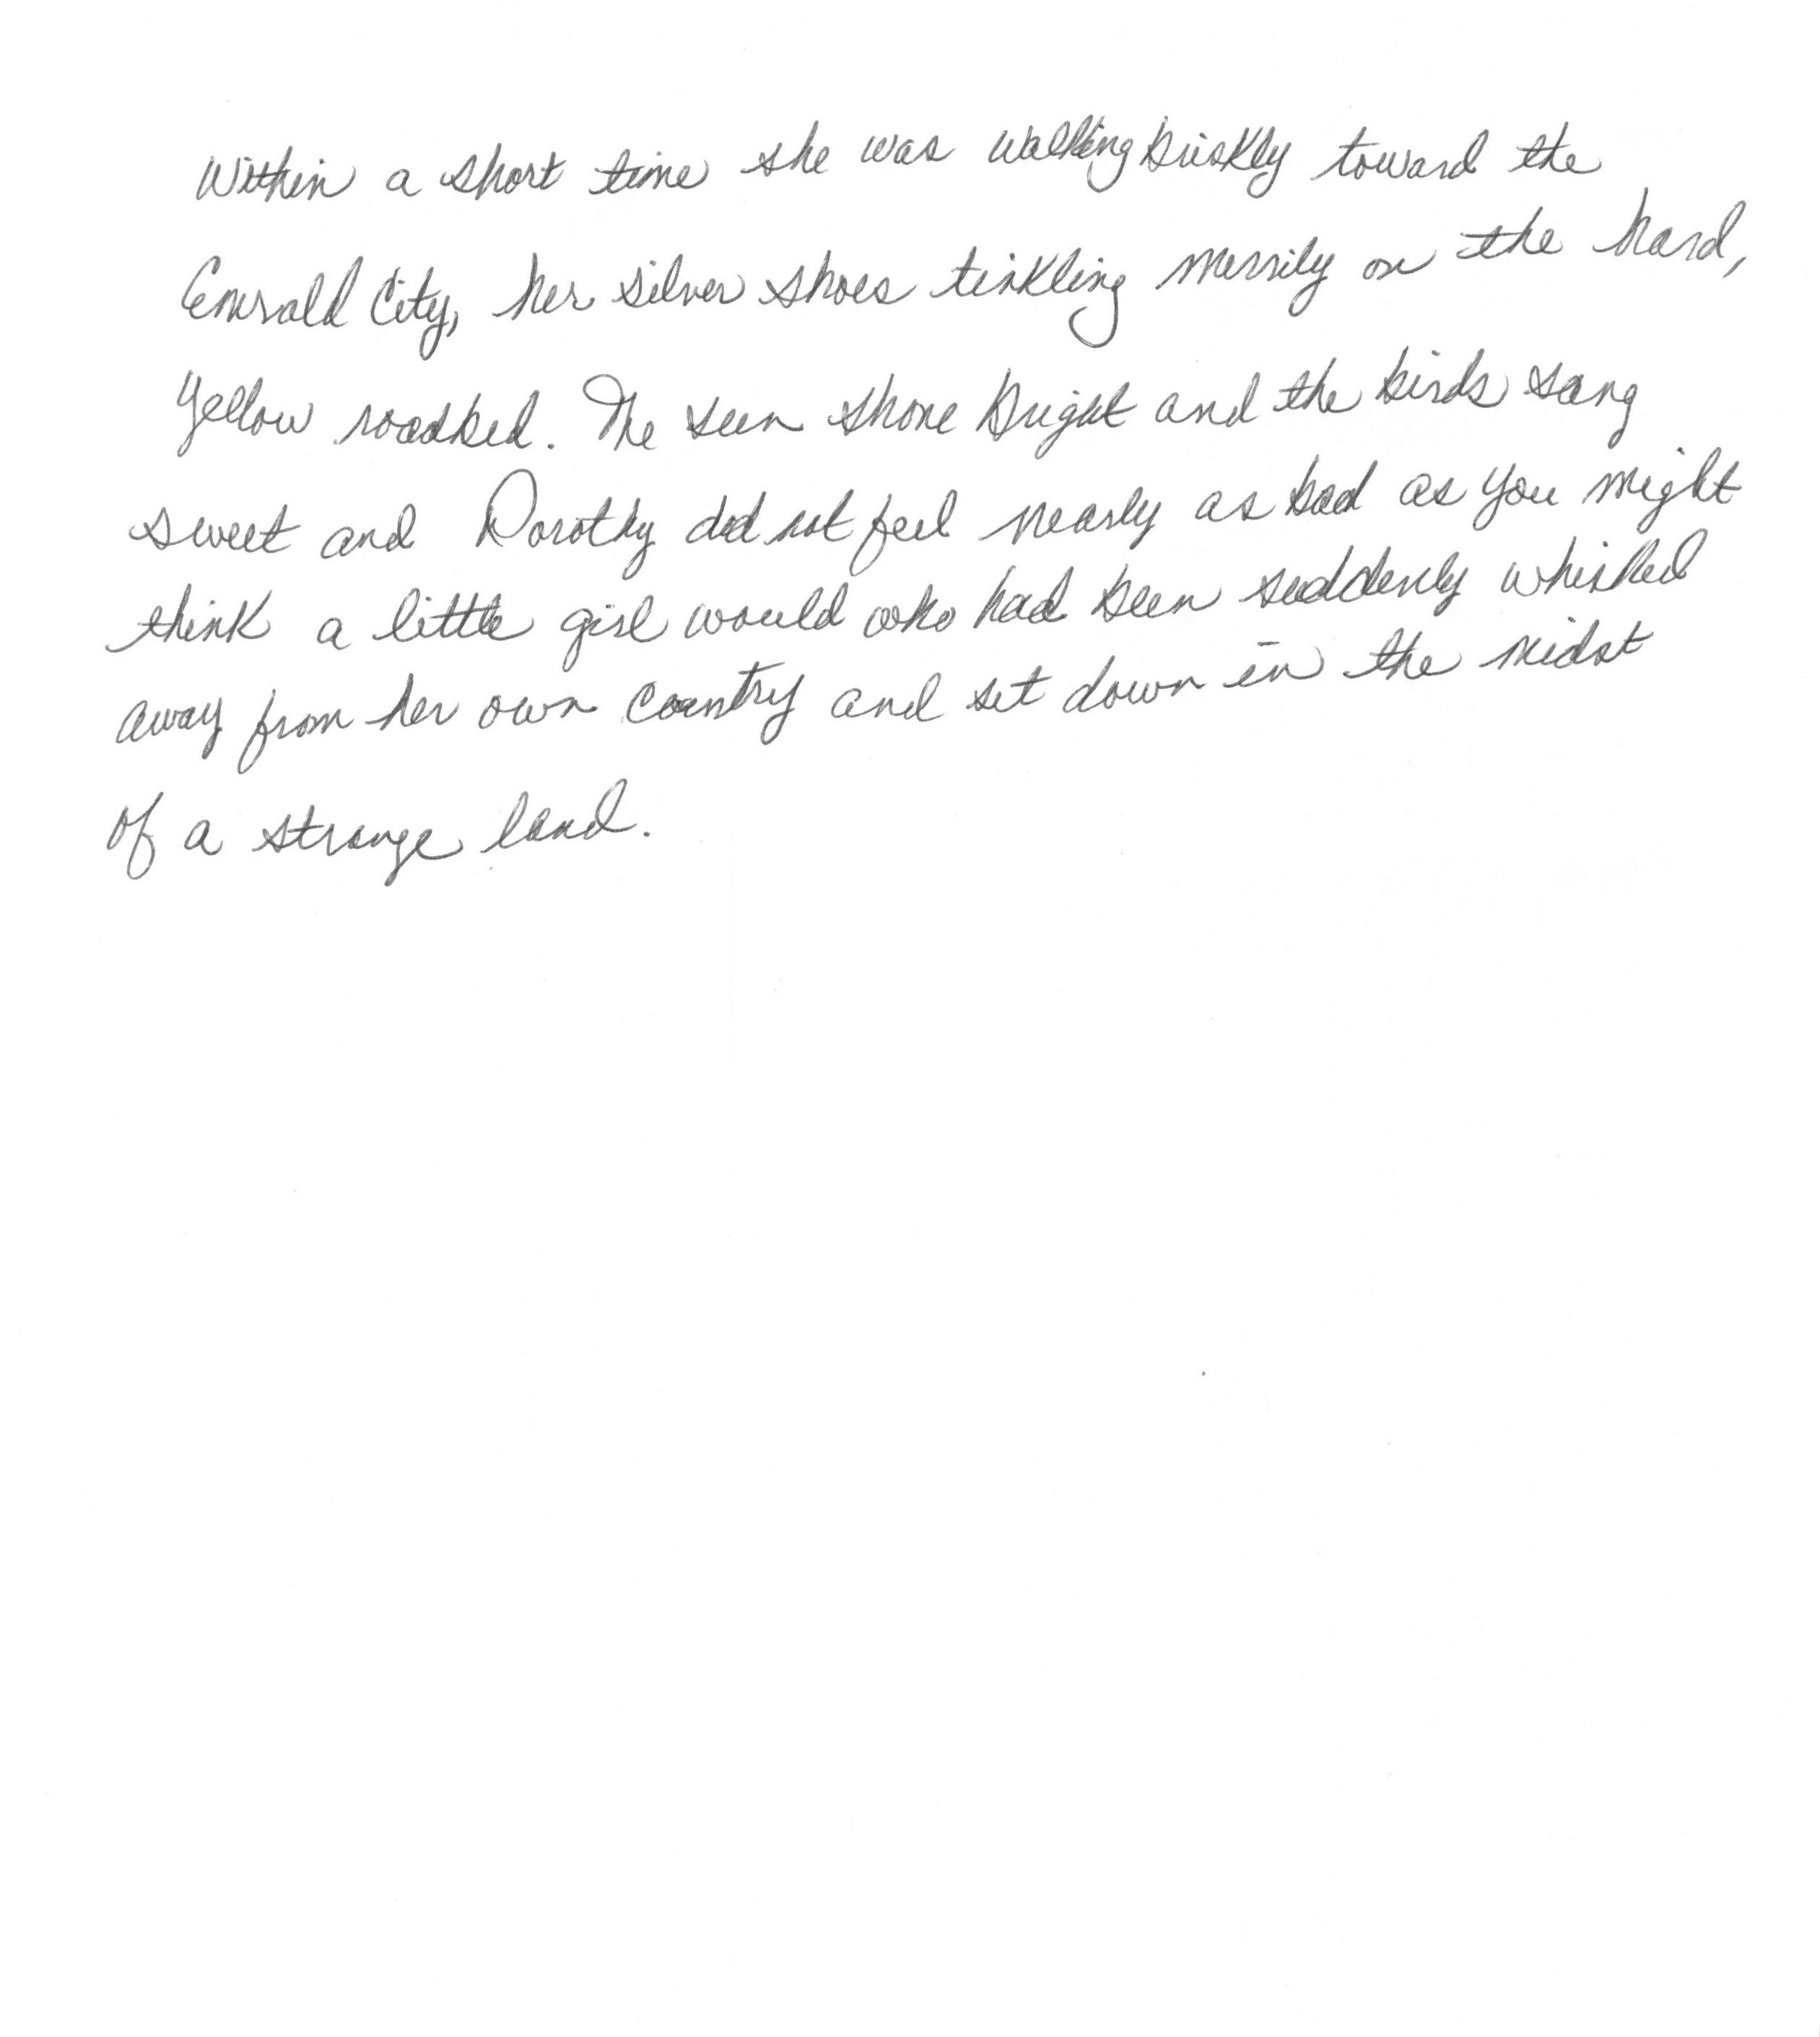 Within a short time she was walking briskly toward the
Emerald City, her silver shoes tinkling merrily on the hard,
yellow roadbed. The sun shone bright and the birds sang
sweet and Dorothy did not feel nearly as bad as you might
think a little girl would who had been suddenly whisked
away from her own country and set down in the midst
of a strange land.